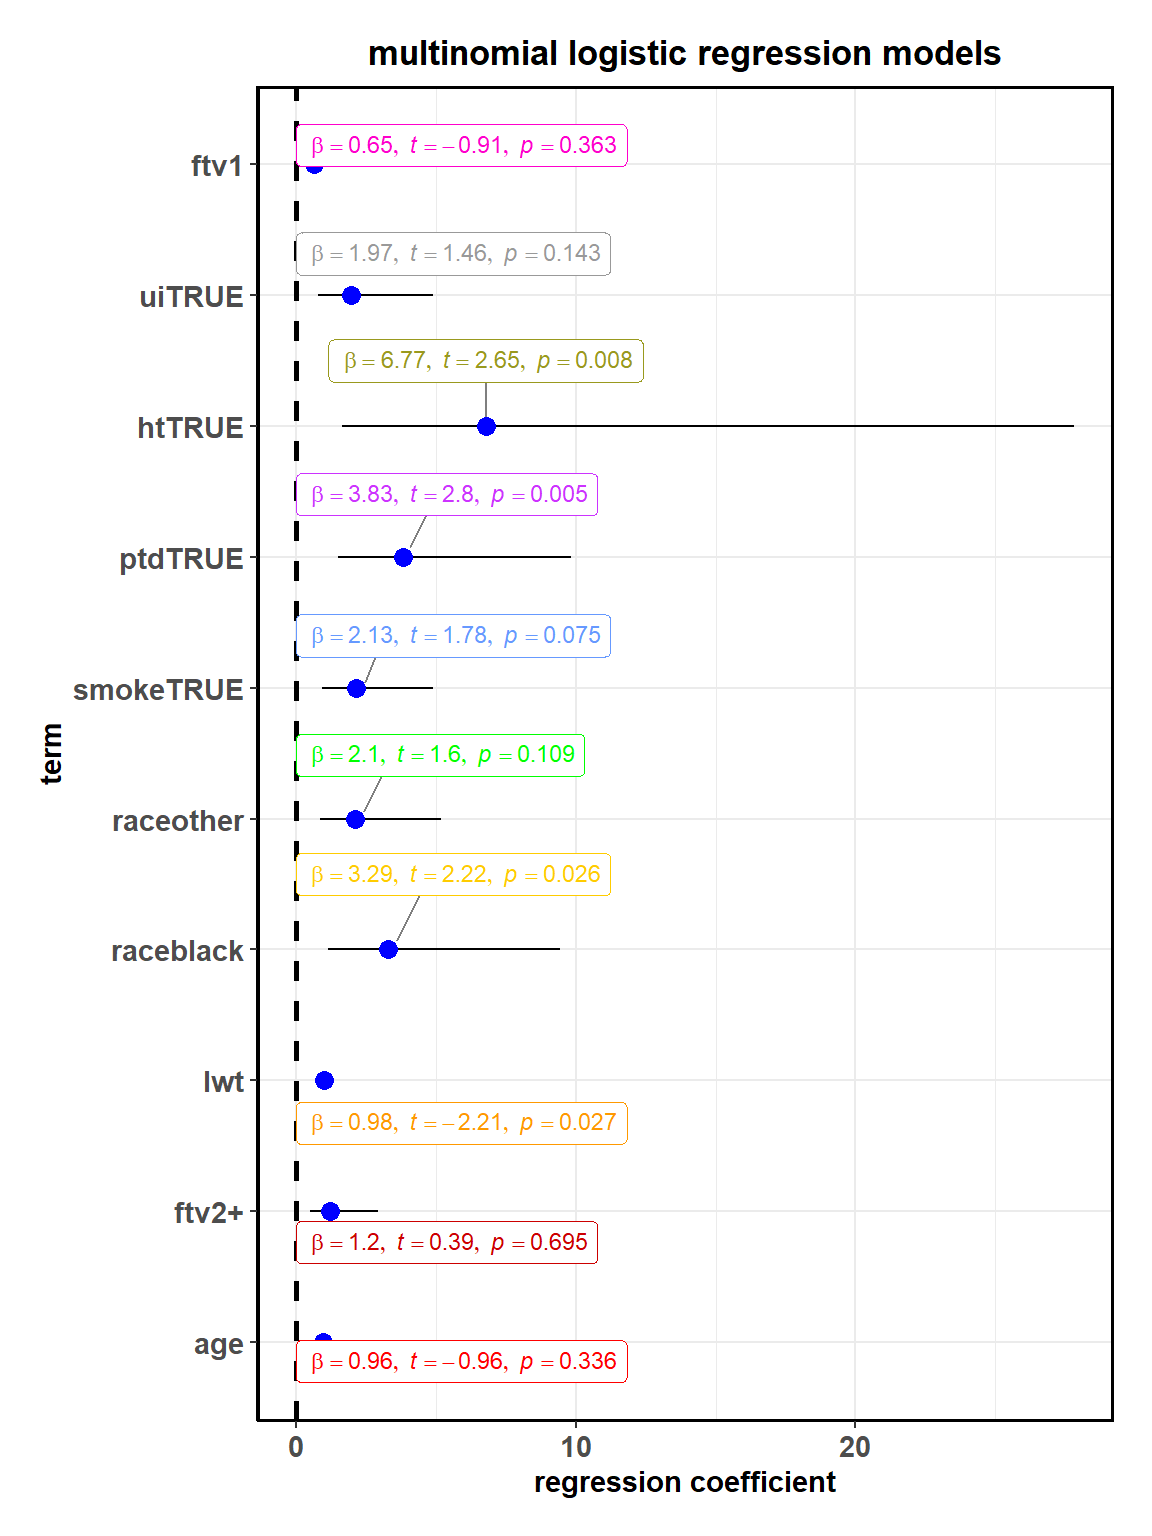 multinomial logistic regression models
ftv1
β = 0.65, t = −0.91, p = 0.363
uiTRUE
β = 1.97, t = 1.46, p = 0.143
htTRUE
β = 6.77, t = 2.65, p = 0.008
ptdTRUE
β = 3.83, t = 2.8, p = 0.005
smokeTRUE
β = 2.13, t = 1.78, p = 0.075
raceother
β = 2.1, t = 1.6, p = 0.109
raceblack
β = 3.29, t = 2.22, p = 0.026
lwt
β = 0.98, t = −2.21, p = 0.027
ftv2+
β = 1.2, t = 0.39, p = 0.695
age
β = 0.96, t = −0.96, p = 0.336
term
0 10 20
regression coefficient